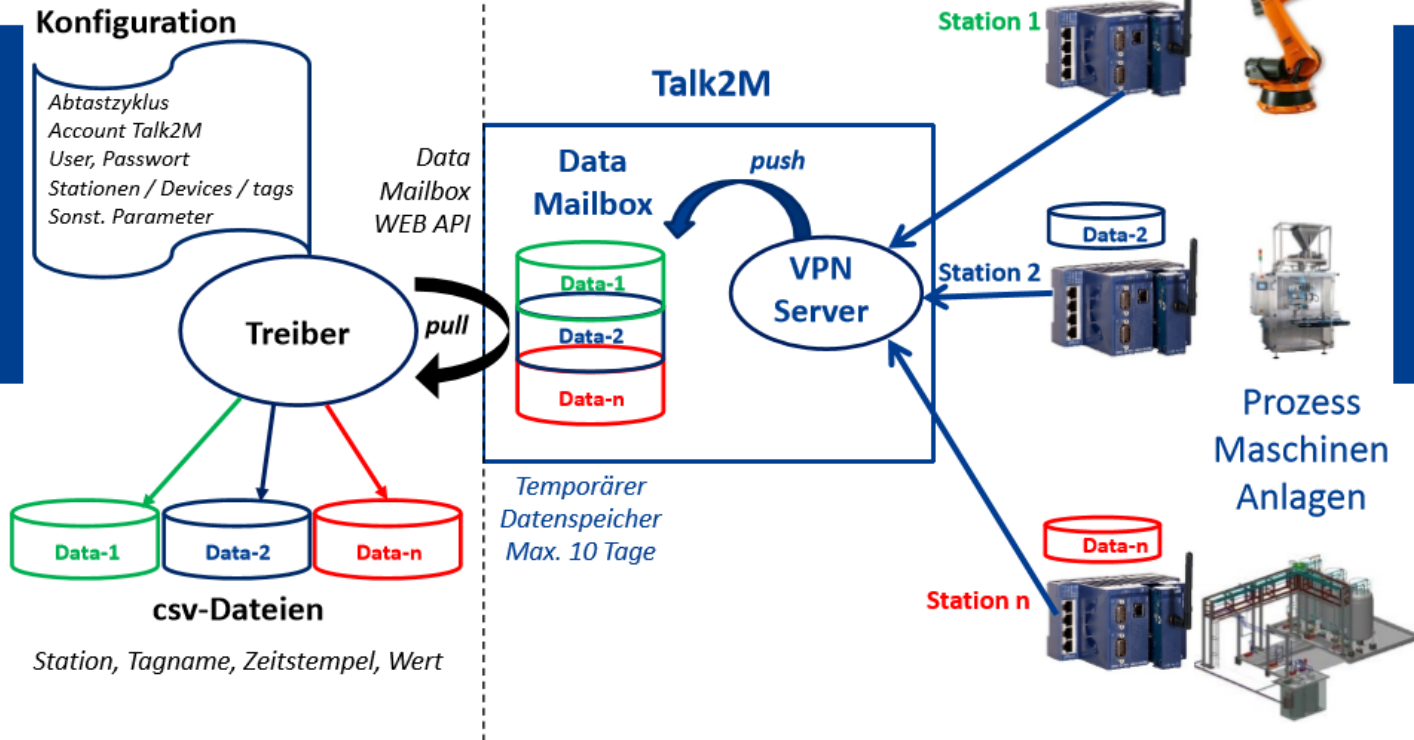 Konfiguration
Abtastzyklus
Account Talk2M
User, Passwort
Stationen / Devices / tags
Sonst. Parameter
Data
Mailbox
WEB API
Treiber
pull
Data-1
Data-2
Data-n
csv-Dateien
Station, Tagname, Zeitstempel, Wert
Talk2M
Data
Mailbox
push
Data-1
Data-2
Data-n
VPN
Server
Temporärer
Datenspeicher
Max. 10 Tage
Station 1
Data-2
Station 2
Prozess
Maschinen
Anlagen
Data-n
Station n